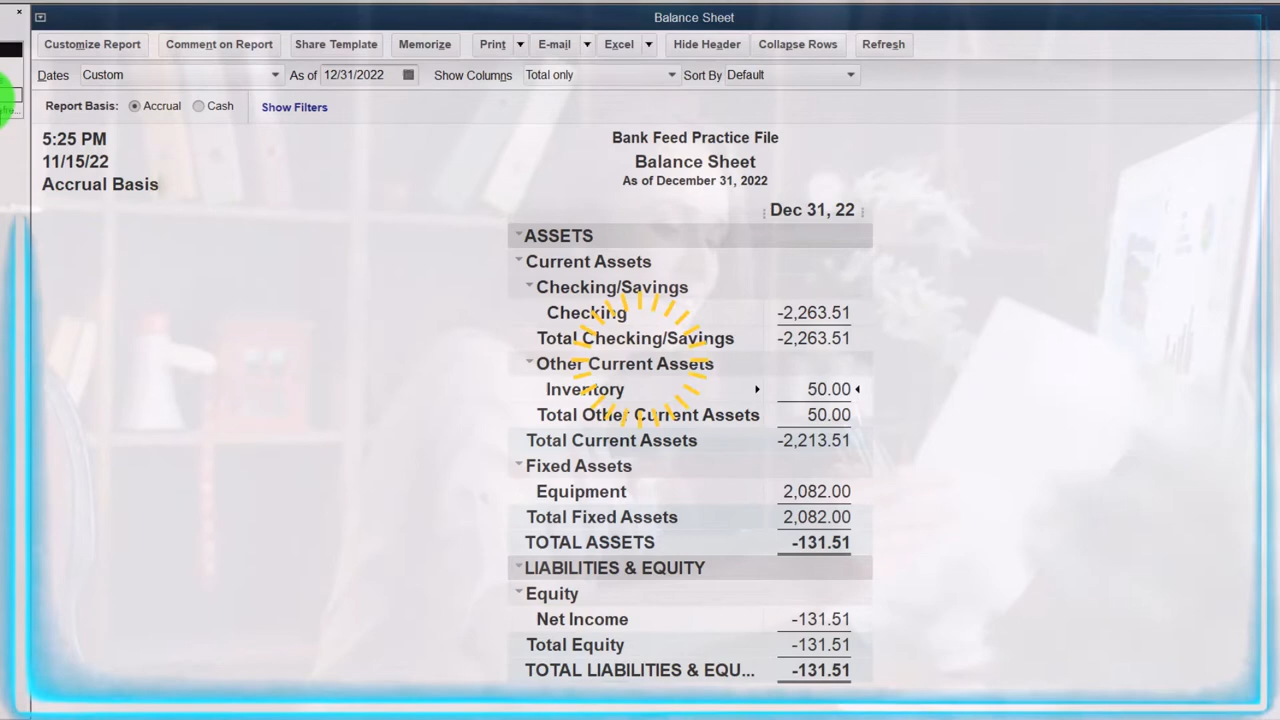 Balance Sheet
Customize Report Comment on Report Share Template Memorize Print E-mail Excel Hide Header Collapse Rows Refresh
Dates Custom As of 12/31/2022 Show Columns Total only Sort By Default
Report Basis: Accrual Cash Show Filters
5:25 PM
11/15/22
Accrual Basis
Bank Feed Practice File
Balance Sheet
As of December 31, 2022
Dec 31, 22
ASSETS
Current Assets
Checking/Savings
Checking -2,263.51
Total Checking/Savings -2,263.51
Other Current Assets
Inventory 50.00
Total Other Current Assets 50.00
Total Current Assets -2,213.51
Fixed Assets
Equipment 2,082.00
Total Fixed Assets 2,082.00
TOTAL ASSETS -131.51
LIABILITIES & EQUITY
Equity
Net Income -131.51
Total Equity -131.51
TOTAL LIABILITIES & EQU... -131.51